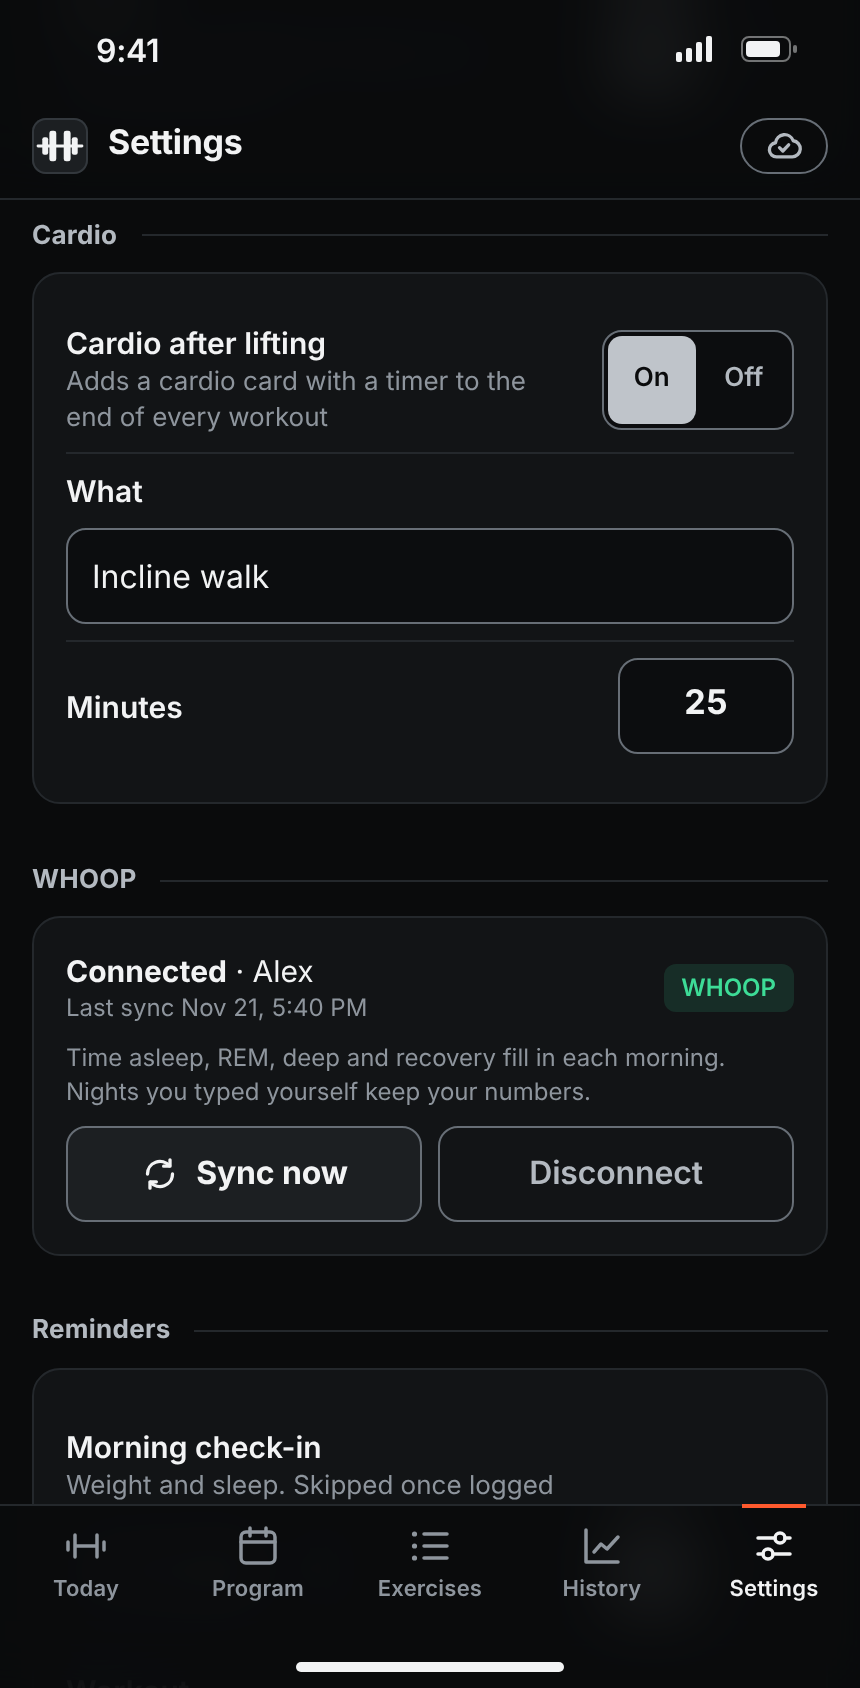 9:41
Settings
Cardio
Cardio after lifting
Adds a cardio card with a timer to the
end of every workout
On
Off
What
Incline walk
Minutes
25
WHOOP
Connected · Alex
Last sync Nov 21, 5:40 PM
WHOOP
Time asleep, REM, deep and recovery fill in each morning.
Nights you typed yourself keep your numbers.
Sync now
Disconnect
Reminders
Morning check-in
Weight and sleep. Skipped once logged
Today
Program
Exercises
History
Settings